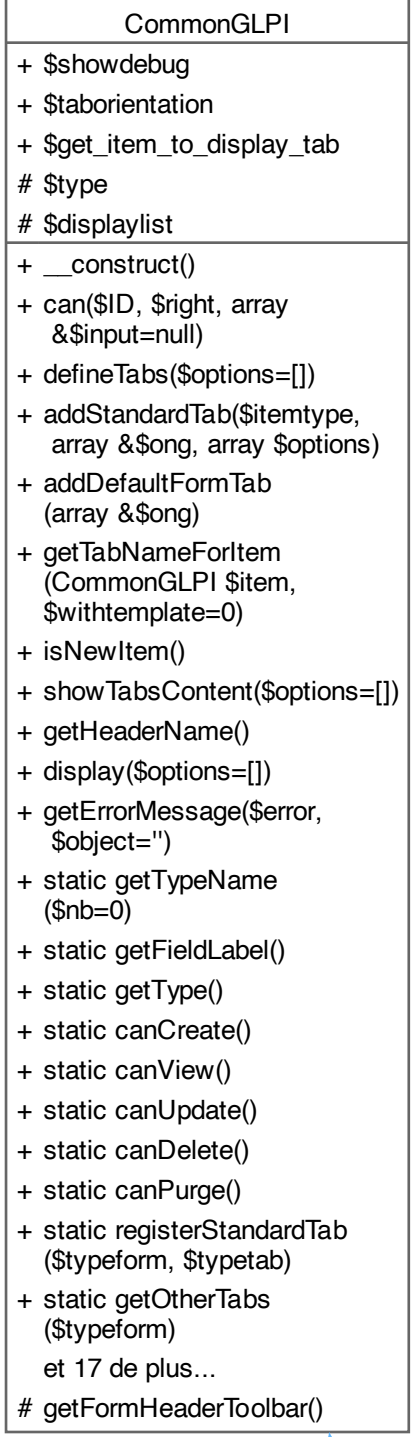 CommonGLPI
+ $showdebug
+ $taborientation
+ $get_item_to_display_tab
# $type
# $displaylist
+ __construct()
+ can($ID, $right, array
&$input=null)
+ defineTabs($options=[])
+ addStandardTab($itemtype,
array &$ong, array $options)
+ addDefaultFormTab
(array &$ong)
+ getTabNameForItem
(CommonGLPI $item,
$withtemplate=0)
+ isNewItem()
+ showTabsContent($options=[])
+ getHeaderName()
+ display($options=[])
+ getErrorMessage($error,
$object='')
+ static getTypeName
($nb=0)
+ static getFieldLabel()
+ static getType()
+ static canCreate()
+ static canView()
+ static canUpdate()
+ static canDelete()
+ static canPurge()
+ static registerStandardTab
($typeform, $typetab)
+ static getOtherTabs
($typeform)
et 17 de plus...
# getFormHeaderToolbar()